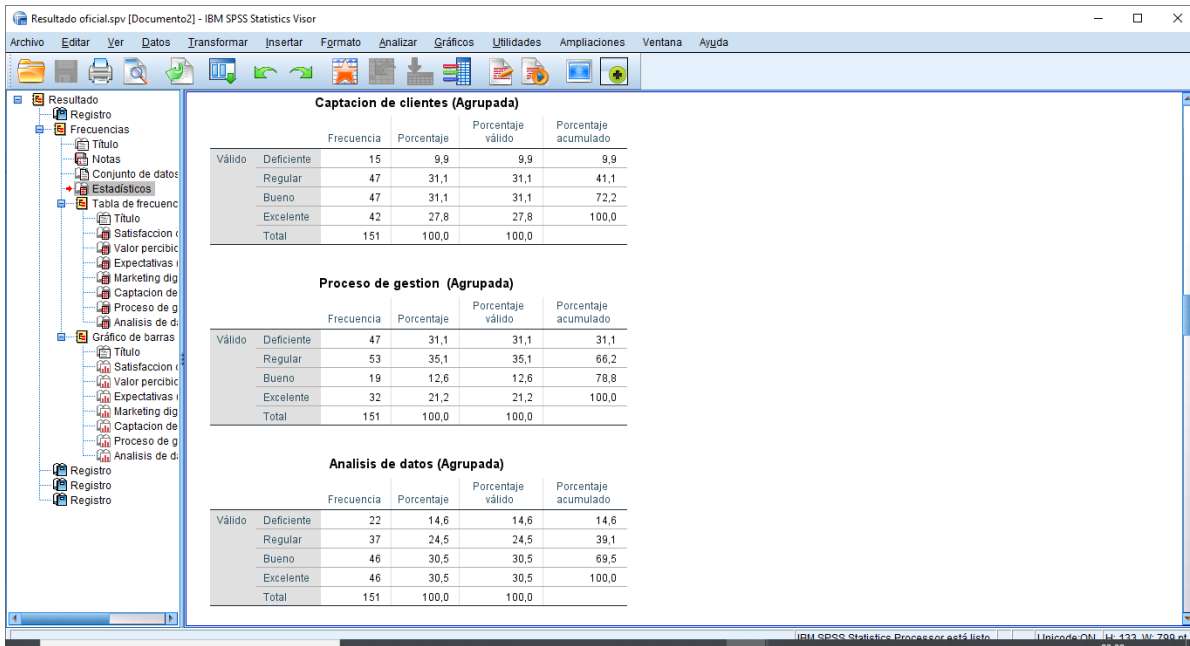 Resultado oficial.spv [Documento2] - IBM SPSS Statistics Visor
Archivo Editar Ver Datos Transformar Insertar Formato Analizar Gráficos Utilidades Ampliaciones Ventana Ayuda
Resultado
Registro
Frecuencias
Título
Notas
Conjunto de datos
Estadísticos
Tabla de frecuenc
Título
Satisfaccion
Valor percibic
Expectativas
Marketing dig
Captacion de
Proceso de g
Analisis de d
Gráfico de barras
Título
Satisfaccion
Valor percibic
Expectativas
Marketing dig
Captacion de
Proceso de g
Analisis de d
Registro
Registro
Registro
Captacion de clientes (Agrupada)
Frecuencia Porcentaje Porcentaje válido Porcentaje acumulado
Válido Deficiente 15 9,9 9,9 9,9
Regular 47 31,1 31,1 41,1
Bueno 47 31,1 31,1 72,2
Excelente 42 27,8 27,8 100,0
Total 151 100,0 100,0
Proceso de gestion (Agrupada)
Frecuencia Porcentaje Porcentaje válido Porcentaje acumulado
Válido Deficiente 47 31,1 31,1 31,1
Regular 53 35,1 35,1 66,2
Bueno 19 12,6 12,6 78,8
Excelente 32 21,2 21,2 100,0
Total 151 100,0 100,0
Analisis de datos (Agrupada)
Frecuencia Porcentaje Porcentaje válido Porcentaje acumulado
Válido Deficiente 22 14,6 14,6 14,6
Regular 37 24,5 24,5 39,1
Bueno 46 30,5 30,5 69,5
Excelente 46 30,5 30,5 100,0
Total 151 100,0 100,0
IBM SPSS Statistics Processor está listo Unicode:ON H: 133, W: 799 pt